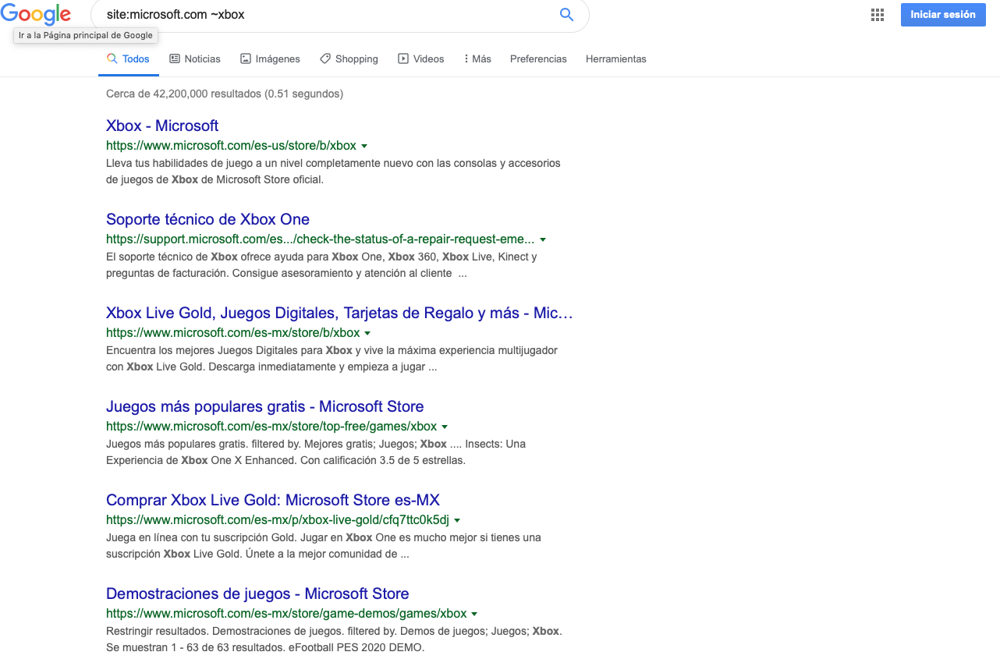 Google
site:microsoft.com ~xbox
Iniciar sesión
Ir a la Página principal de Google
Todos
Noticias
Imágenes
Shopping
Videos
Más
Preferencias
Herramientas
Cerca de 42,200,000 resultados (0.51 segundos)
Xbox - Microsoft
https://www.microsoft.com/es-us/store/b/xbox
Lleva tus habilidades de juego a un nivel completamente nuevo con las consolas y accesorios
de juegos de Xbox de Microsoft Store oficial.
Soporte técnico de Xbox One
https://support.microsoft.com/es.../check-the-status-of-a-repair-request-eme...
El soporte técnico de Xbox ofrece ayuda para Xbox One, Xbox 360, Xbox Live, Kinect y
preguntas de facturación. Consigue asesoramiento y atención al cliente ...
Xbox Live Gold, Juegos Digitales, Tarjetas de Regalo y más - Mic...
https://www.microsoft.com/es-mx/store/b/xbox
Encuentra los mejores Juegos Digitales para Xbox y vive la máxima experiencia multijugador
con Xbox Live Gold. Descarga inmediatamente y empieza a jugar ...
Juegos más populares gratis - Microsoft Store
https://www.microsoft.com/es-mx/store/top-free/games/xbox
Juegos más populares gratis. filtered by. Mejores gratis; Juegos; Xbox .... Insects: Una
Experiencia de Xbox One X Enhanced. Con calificación 3.5 de 5 estrellas.
Comprar Xbox Live Gold: Microsoft Store es-MX
https://www.microsoft.com/es-mx/p/xbox-live-gold/cfq7ttc0k5dj
Juega en línea con tu suscripción Gold. Jugar en Xbox One es mucho mejor si tienes una
suscripción Xbox Live Gold. Únete a la mejor comunidad de ...
Demostraciones de juegos - Microsoft Store
https://www.microsoft.com/es-mx/store/game-demos/games/xbox
Restringir resultados. Demostraciones de juegos. filtered by. Demos de juegos; Juegos; Xbox.
Se muestran 1 - 63 de 63 resultados. eFootball PES 2020 DEMO.